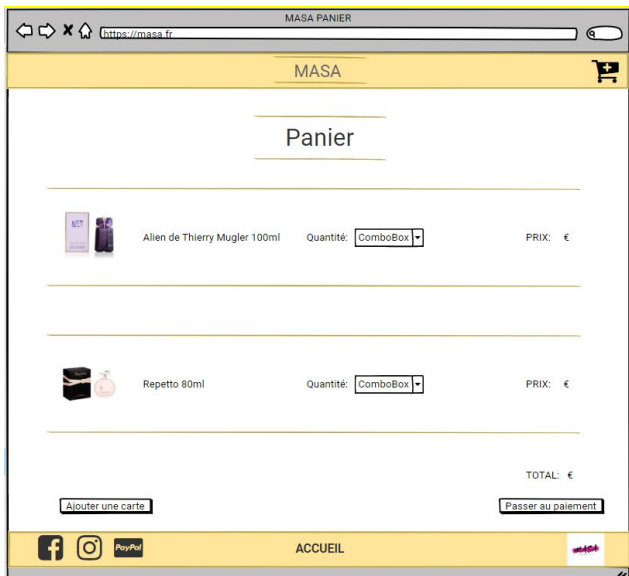 MASA PANIER
https://masa.fr
MASA
Panier
Alien de Thierry Mugler 100ml Quantité: ComboBox PRIX: €
Repetto 80ml Quantité: ComboBox PRIX: €
TOTAL: €
Ajouter une carte Passer au paiement
PayPal ACCUEIL MASA